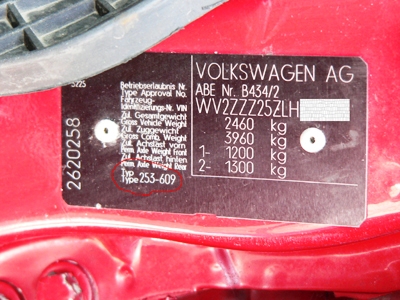 VOLKSWAGEN AG
ABE Nr. B434/2
WV2ZZZ25ZLH
2460 kg
3960 kg
1- 1200 kg
2- 1300 kg
Betriebserlaubnis Nr.
Type Approval No.
Fahrzeug-
Identifizierungs-Nr. VIN
Zul. Gesamtgewicht
Gross Vehicle Weight
Zul. Zuggewicht
Gross Comb. Weight
Zul. Achslast vorn
Perm. Axle Weight Front
Zul. Achslast hinten
Perm. Axle Weight Rear
Typ
Type 253-609
2620258